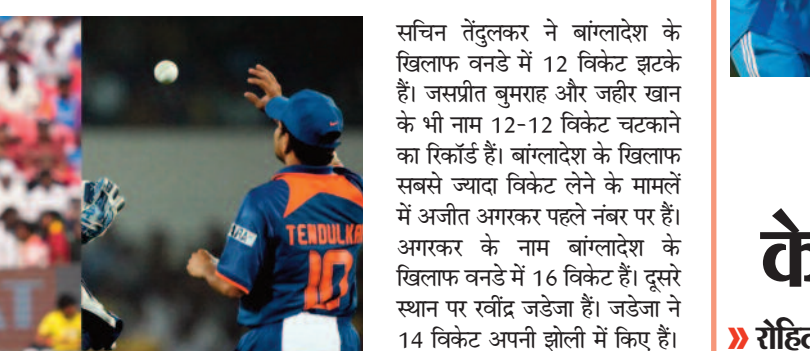 सचिन तेंदुलकर ने बांग्लादेश के
खिलाफ वनडे में 12 विकेट झटके
हैं। जसप्रीत बुमराह और जहीर खान
के भी नाम 12-12 विकेट चटकाने
का रिकॉर्ड हैं। बांग्लादेश के खिलाफ
सबसे ज्यादा विकेट लेने के मामलें
में अजीत अगरकर पहले नंबर पर हैं।
अगरकर के नाम बांग्लादेश के
खिलाफ वनडे में 16 विकेट हैं। दूसरे
स्थान पर रवींद्र जडेजा हैं। जडेजा ने
14 विकेट अपनी झोली में किए हैं।
TENDULKA
10
के